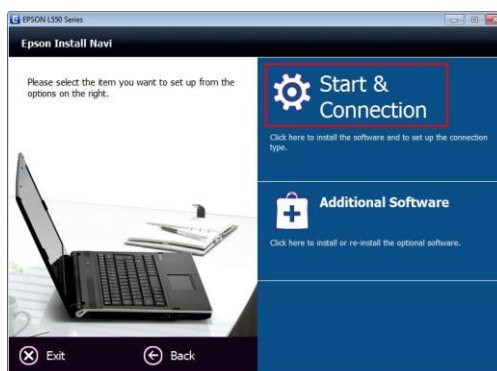 EPSON L550 Series
Epson Install Navi
Please select the item you want to set up from the
options on the right.
Start &
Connection
Click here to install the software and to set up the connection
type.
Additional Software
Click here to install or re-install the optional software.
Exit
Back